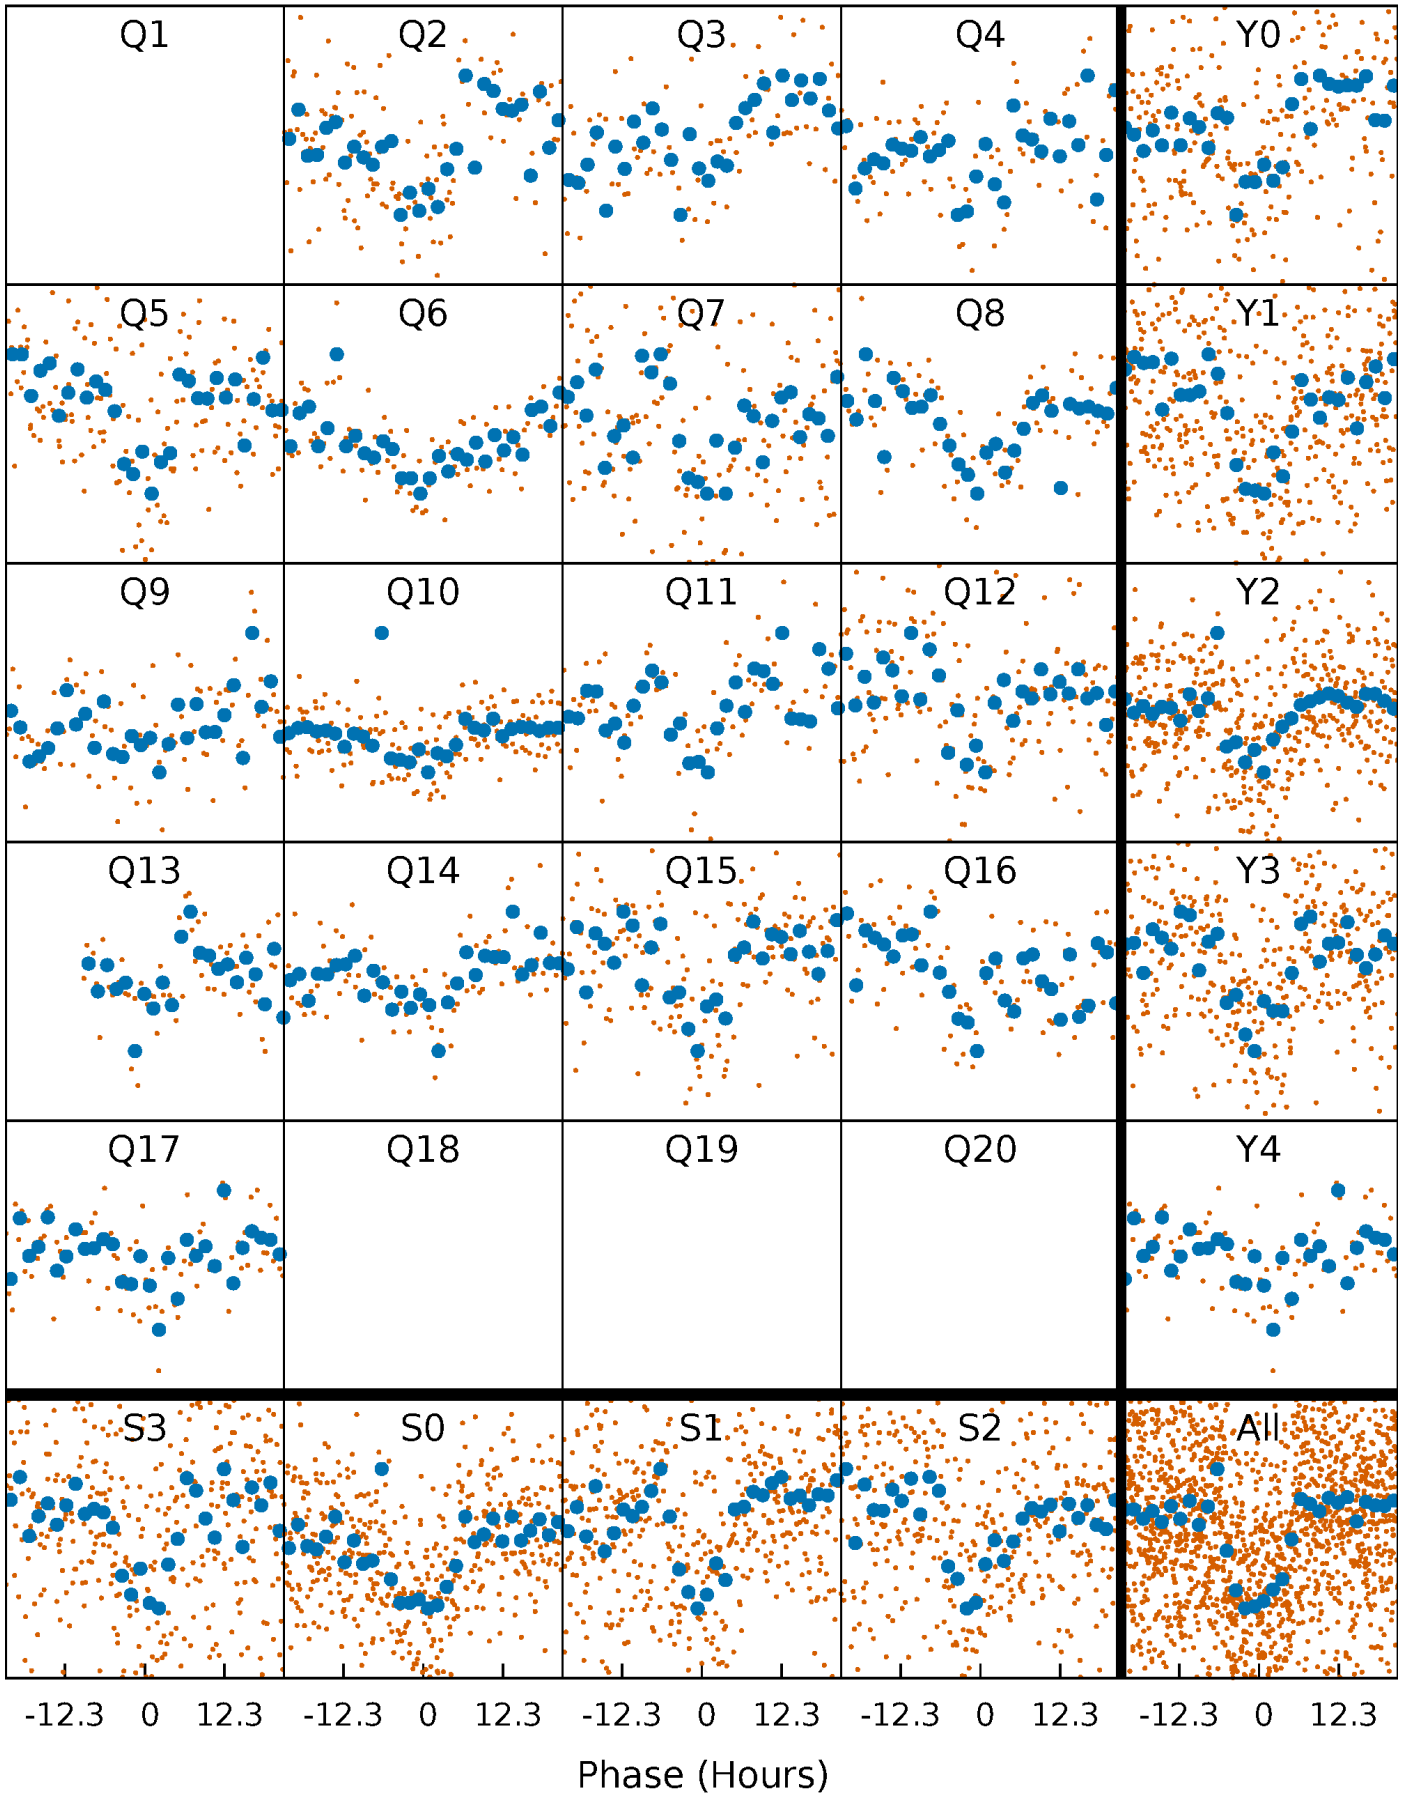 Q1 Q2 Q3 Q4 Y0
Q5 Q6 Q7 Q8 Y1
Q9 Q10 Q11 Q12 Y2
Q13 Q14 Q15 Q16 Y3
Q17 Q18 Q19 Q20 Y4
S3 S0 S1 S2 All
-12.3 0 12.3 -12.3 0 12.3 -12.3 0 12.3 -12.3 0 12.3 -12.3 0 12.3
Phase (Hours)